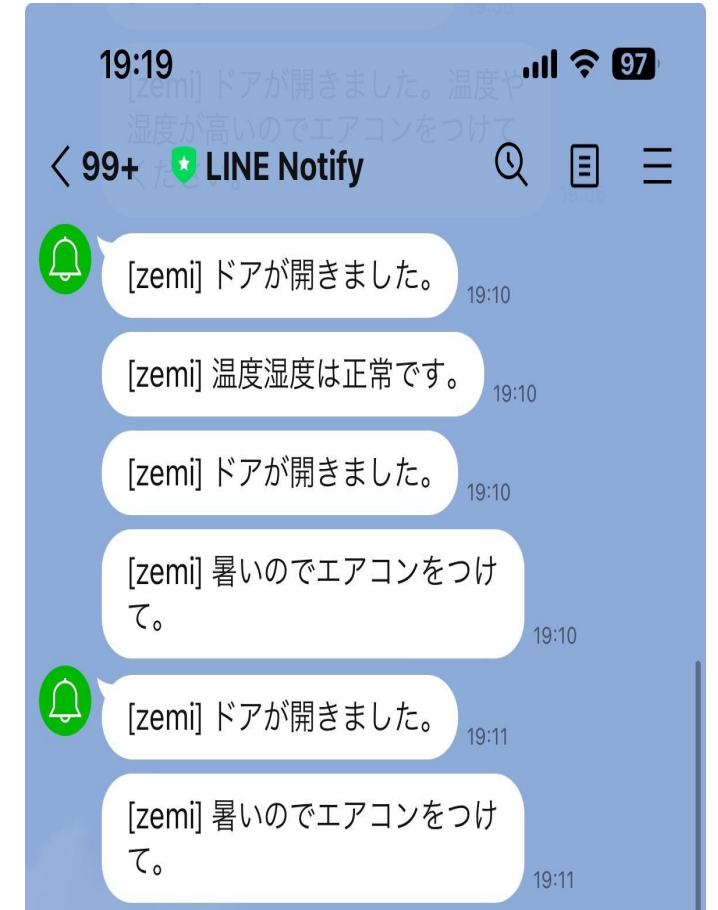 19:19
97
[zemi] ドアが開きました。温度や
湿度が高いのでエアコンをつけて
ください。
99+
LINE Notify
[zemi] ドアが開きました。
19:10
[zemi] 温度湿度は正常です。
19:10
[zemi] ドアが開きました。
19:10
[zemi] 暑いのでエアコンをつけ
て。
19:10
[zemi] ドアが開きました。
19:11
[zemi] 暑いのでエアコンをつけ
て。
19:11